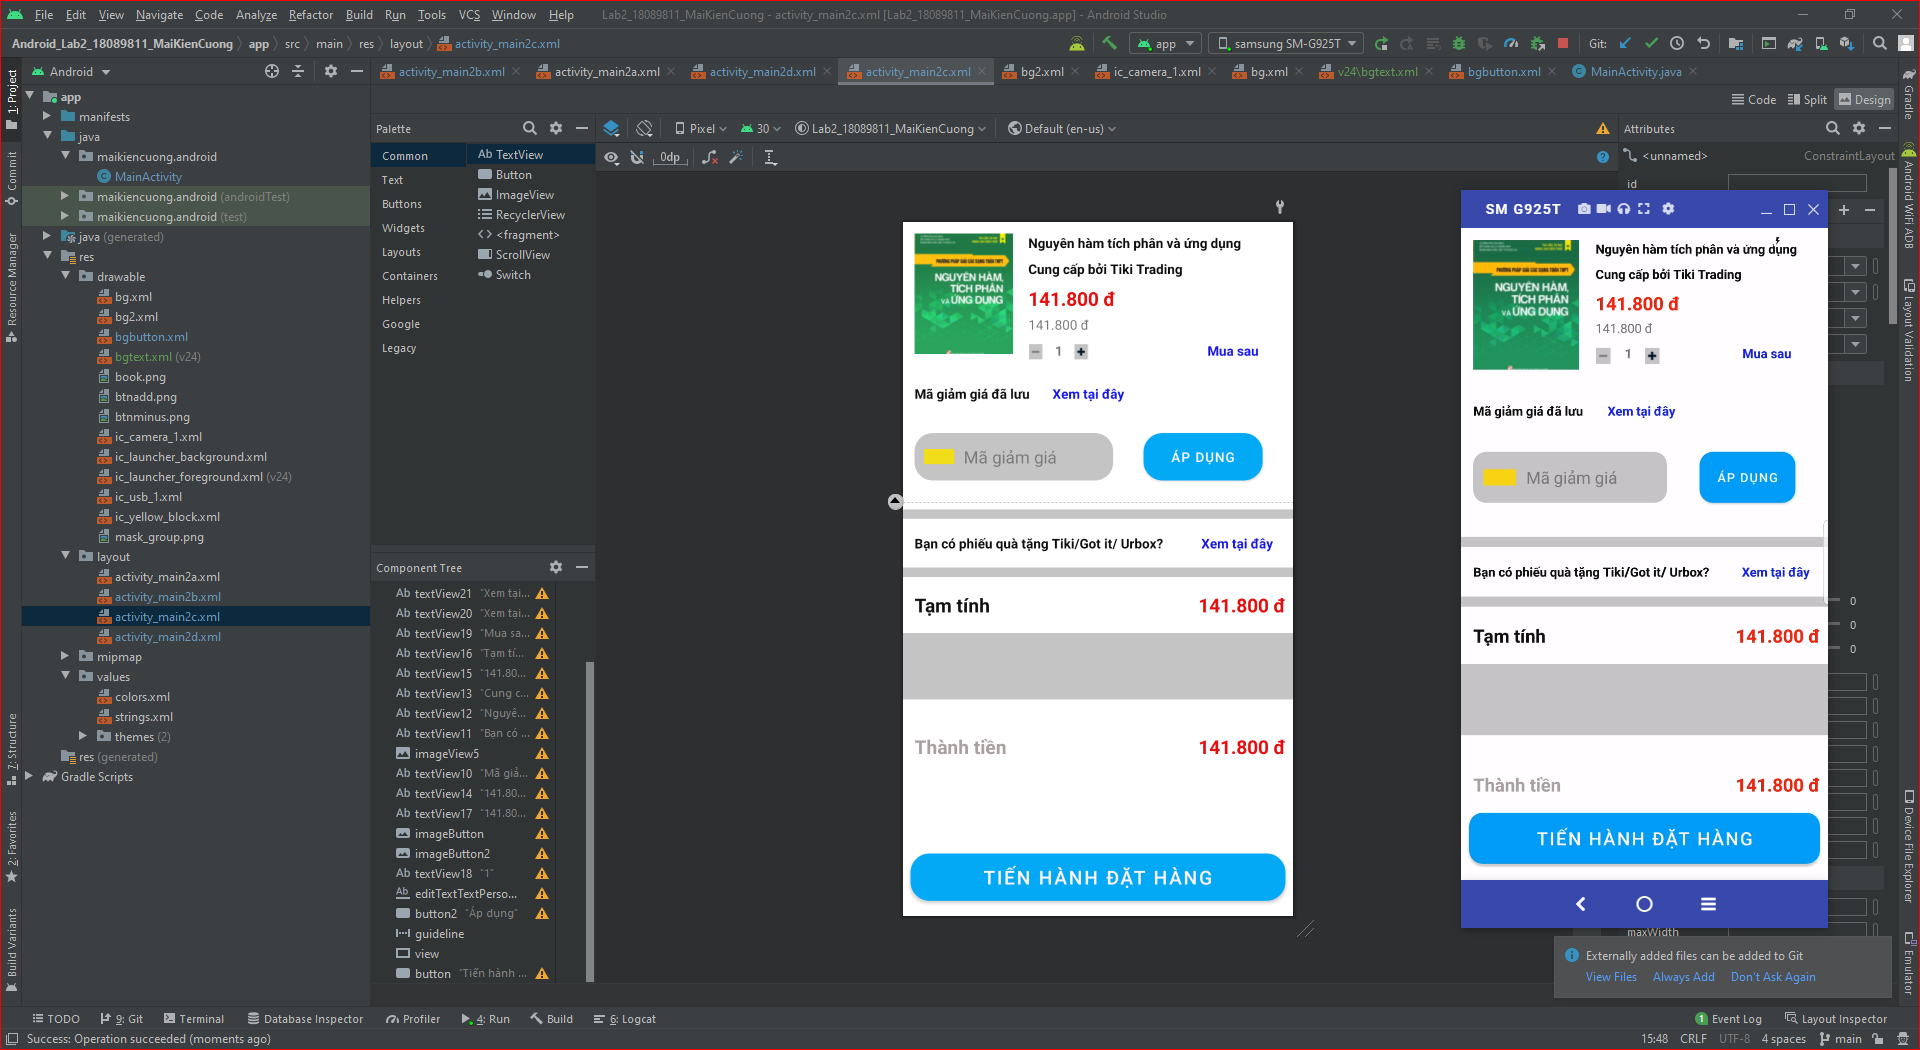 File Edit View Navigate Code Analyze Refactor Build Run Tools VCS Window Help Lab2_18089811_MaiKienCuong - activity_main2c.xml [Lab2_18089811_MaiKienCuong.app] - Android Studio
Android_Lab2_18089811_MaiKienCuong app src main res layout activity_main2c.xml app samsung SM-G925T Git:
Android
activity_main2b.xml activity_main2a.xml activity_main2d.xml activity_main2c.xml bg2.xml ic_camera_1.xml bg.xml v24\bgtext.xml bgbutton.xml MainActivity.java
Code Split Design
1: Project
Commit
Resource Manager
7: Structure
2: Favorites
Build Variants
app
manifests
java
maikiencuong.android
MainActivity
maikiencuong.android (androidTest)
maikiencuong.android (test)
java (generated)
res
drawable
bg.xml
bg2.xml
bgbutton.xml
bgtext.xml (v24)
book.png
btnadd.png
btnminus.png
ic_camera_1.xml
ic_launcher_background.xml
ic_launcher_foreground.xml (v24)
ic_usb_1.xml
ic_yellow_block.xml
mask_group.png
layout
activity_main2a.xml
activity_main2b.xml
activity_main2c.xml
activity_main2d.xml
mipmap
values
colors.xml
strings.xml
themes (2)
res (generated)
Gradle Scripts
Palette
Common
Text
Buttons
Widgets
Layouts
Containers
Helpers
Google
Legacy
Ab TextView
Button
ImageView
RecyclerView
<fragment>
ScrollView
Switch
Component Tree
Ab textView21 "Xem tại...
Ab textView20 "Xem tại...
Ab textView19 "Mua sa...
Ab textView16 "Tạm tí...
Ab textView15 "141.80...
Ab textView13 "Cung c...
Ab textView12 "Nguyê...
Ab textView11 "Bạn có ...
imageView5
Ab textView10 "Mã giả...
Ab textView14 "141.80...
Ab textView17 "141.80...
imageButton
imageButton2
Ab textView18 "1"
Ab editTextTextPerso...
button2 "Áp dụng"
guideline
view
button "Tiến hành ...
Pixel 30 Lab2_18089811_MaiKienCuong Default (en-us)
0dp
PHƯƠNG PHÁP GIẢI CÁC DẠNG TOÁN THPT
NGUYÊN HÀM,
TÍCH PHÂN
VÀ ỨNG DỤNG
Nguyên hàm tích phân và ứng dụng
Cung cấp bởi Tiki Trading
141.800 đ
141.800 đ
1
Mua sau
Mã giảm giá đã lưu Xem tại đây
Mã giảm giá ÁP DỤNG
Bạn có phiếu quà tặng Tiki/Got it/ Urbox? Xem tại đây
Tạm tính 141.800 đ
Thành tiền 141.800 đ
TIẾN HÀNH ĐẶT HÀNG
Attributes
<unnamed> ConstraintLayout
id
SM G925T
PHƯƠNG PHÁP GIẢI CÁC DẠNG TOÁN THPT
NGUYÊN HÀM,
TÍCH PHÂN
VÀ ỨNG DỤNG
Nguyên hàm tích phân và ứng dụng
Cung cấp bởi Tiki Trading
141.800 đ
141.800 đ
1
Mua sau
Mã giảm giá đã lưu Xem tại đây
Mã giảm giá ÁP DỤNG
Bạn có phiếu quà tặng Tiki/Got it/ Urbox? Xem tại đây
Tạm tính 141.800 đ
Thành tiền 141.800 đ
TIẾN HÀNH ĐẶT HÀNG
0
0
0
maxWidth
Externally added files can be added to Git
View Files Always Add Don't Ask Again
Gradle
Android WiFi ADB
Layout Validation
Device File Explorer
Emulator
TODO 9: Git Terminal Database Inspector Profiler 4: Run Build 6: Logcat 1 Event Log Layout Inspector
Success: Operation succeeded (moments ago) 15:48 CRLF UTF-8 4 spaces main